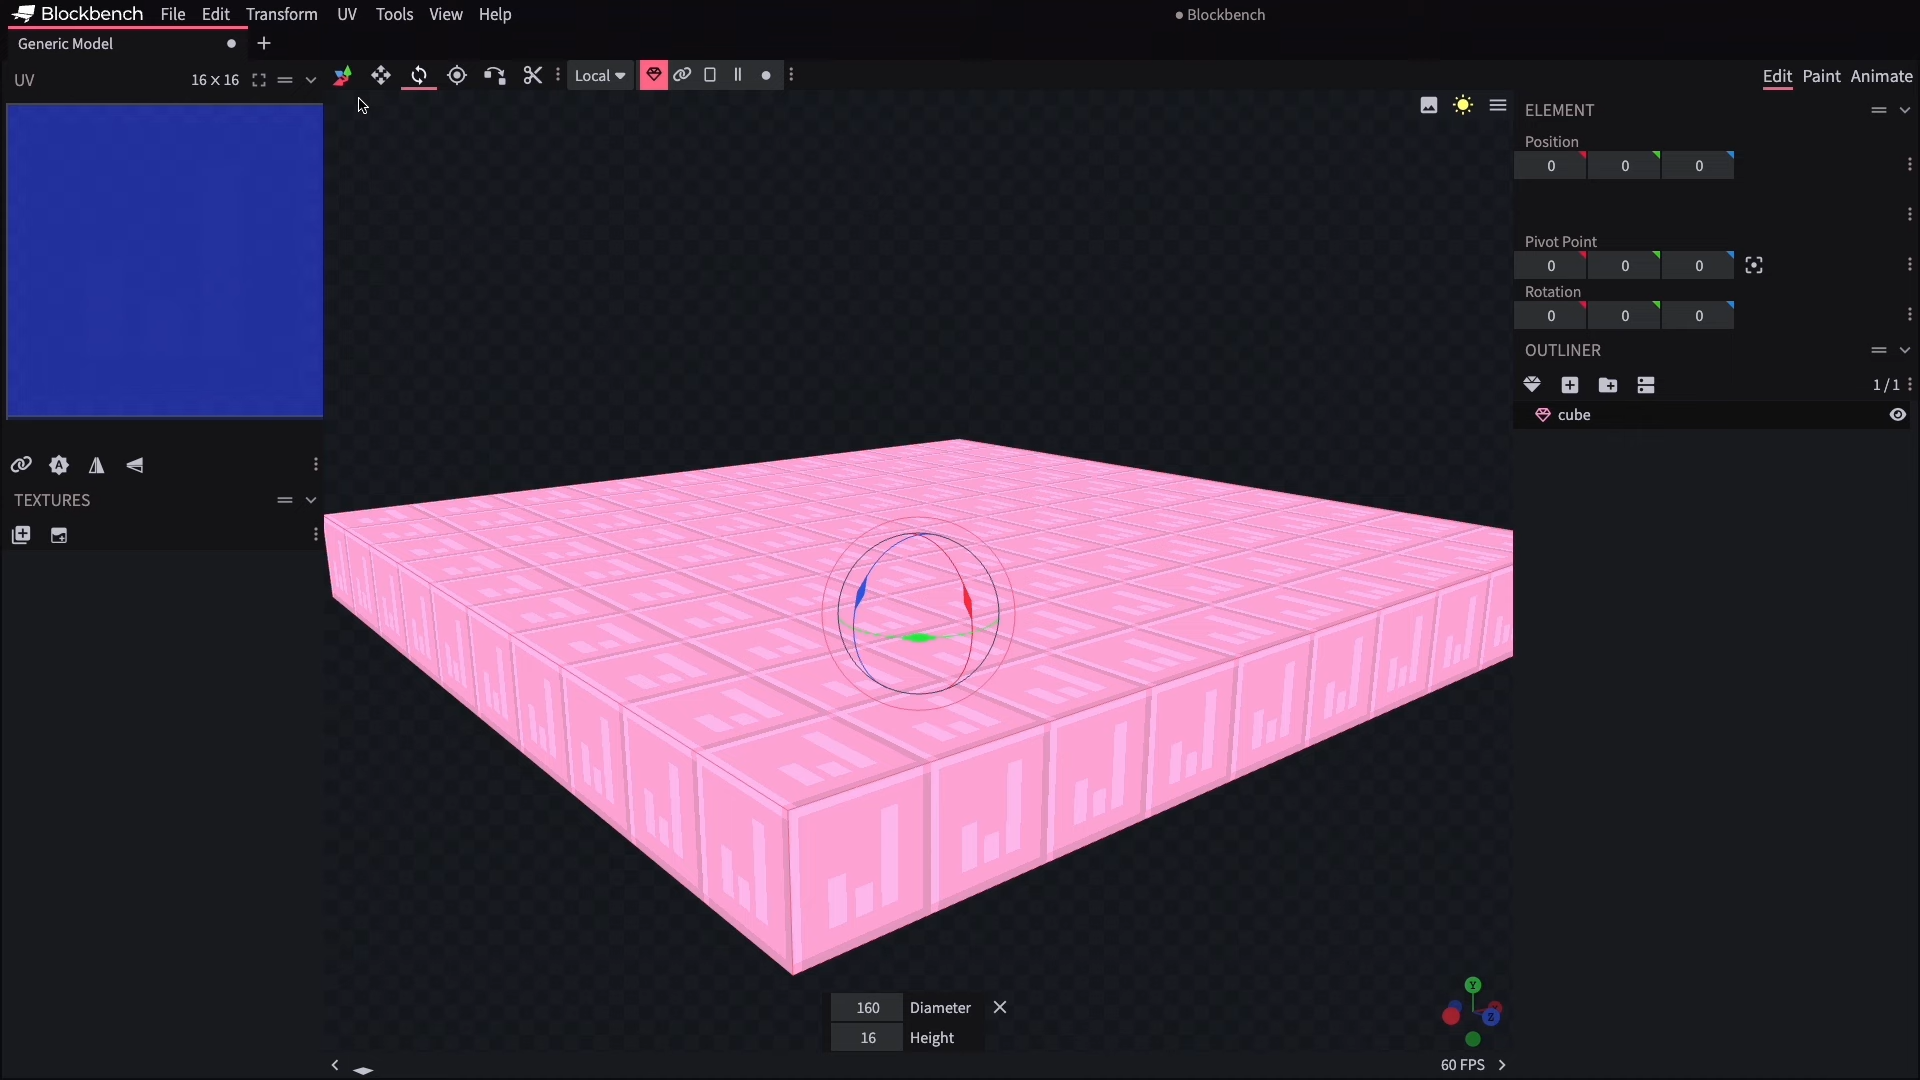 Blockbench File Edit Transform UV Tools View Help
Blockbench
Generic Model
UV 16 × 16
Local
Edit Paint Animate
ELEMENT
Position
0 0 0
Pivot Point
0 0 0
Rotation
0 0 0
OUTLINER
1 / 1
cube
TEXTURES
160 Diameter
16 Height
Y
Z
60 FPS